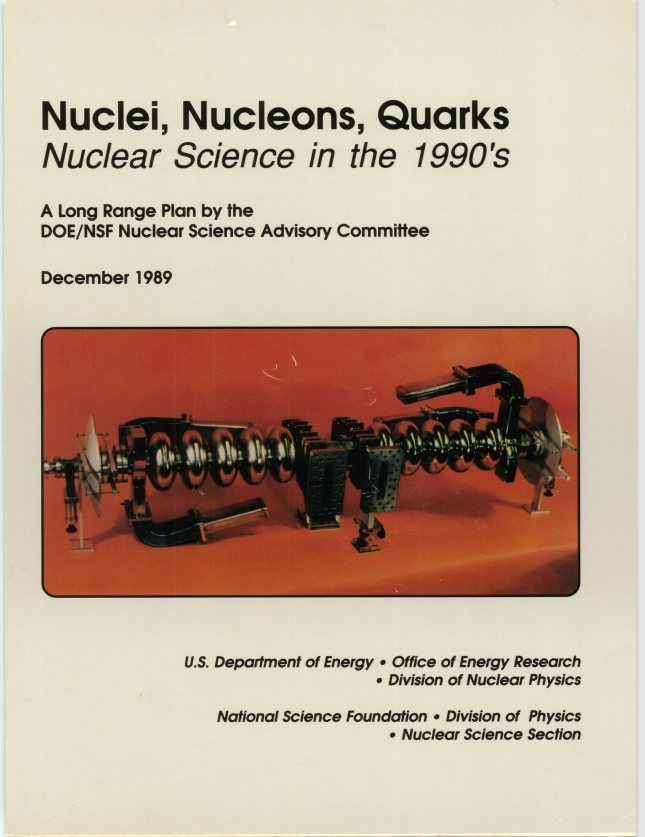 Nuclei, Nucleons, Quarks
Nuclear Science in the 1990's
A Long Range Plan by the
DOE/NSF Nuclear Science Advisory Committee
December 1989
U.S. Department of Energy • Office of Energy Research
• Division of Nuclear Physics
National Science Foundation • Division of Physics
• Nuclear Science Section